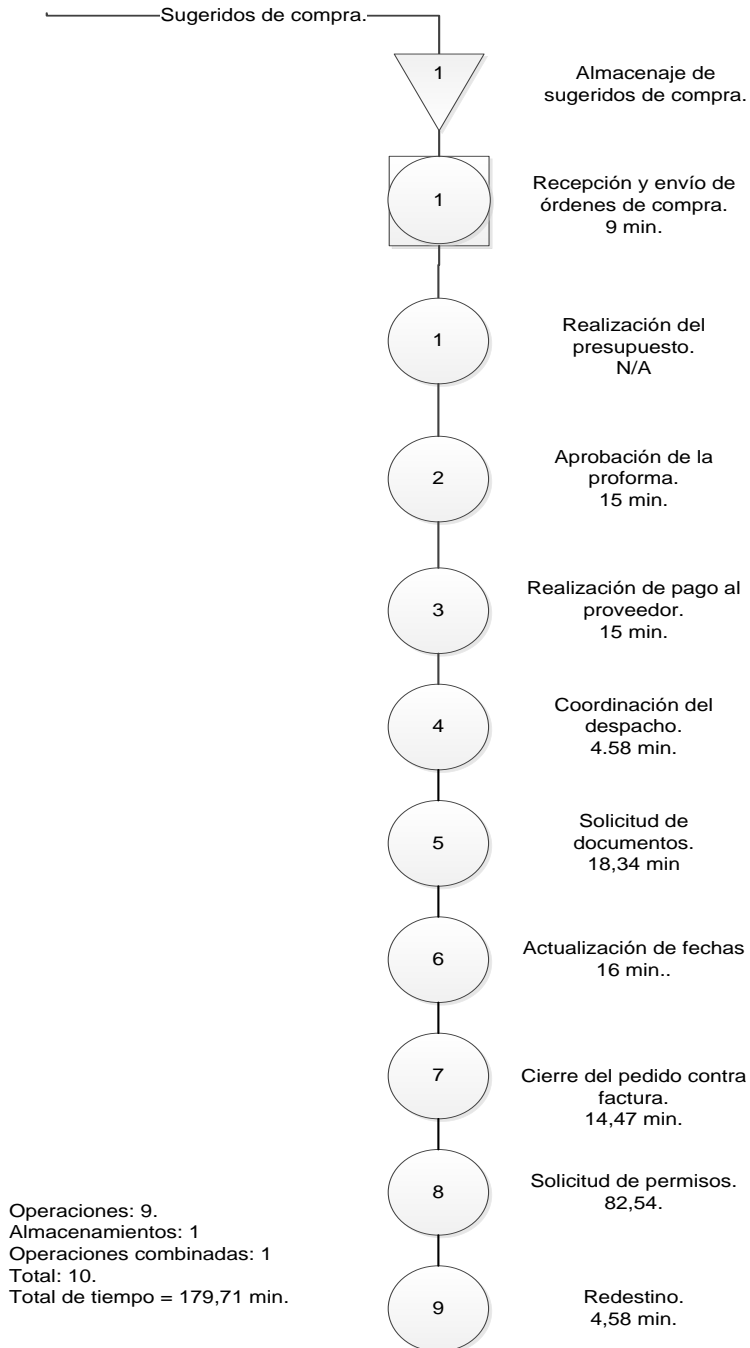 Sugeridos de compra.
1
Almacenaje de
sugeridos de compra.
1
Recepción y envío de
órdenes de compra.
9 min.
1
Realización del
presupuesto.
N/A
2
Aprobación de la
proforma.
15 min.
3
Realización de pago al
proveedor.
15 min.
4
Coordinación del
despacho.
4.58 min.
5
Solicitud de
documentos.
18,34 min
6
Actualización de fechas
16 min..
7
Cierre del pedido contra
factura.
14,47 min.
8
Solicitud de permisos.
82,54.
9
Redestino.
4,58 min.
Operaciones: 9.
Almacenamientos: 1
Operaciones combinadas: 1
Total: 10.
Total de tiempo = 179,71 min.